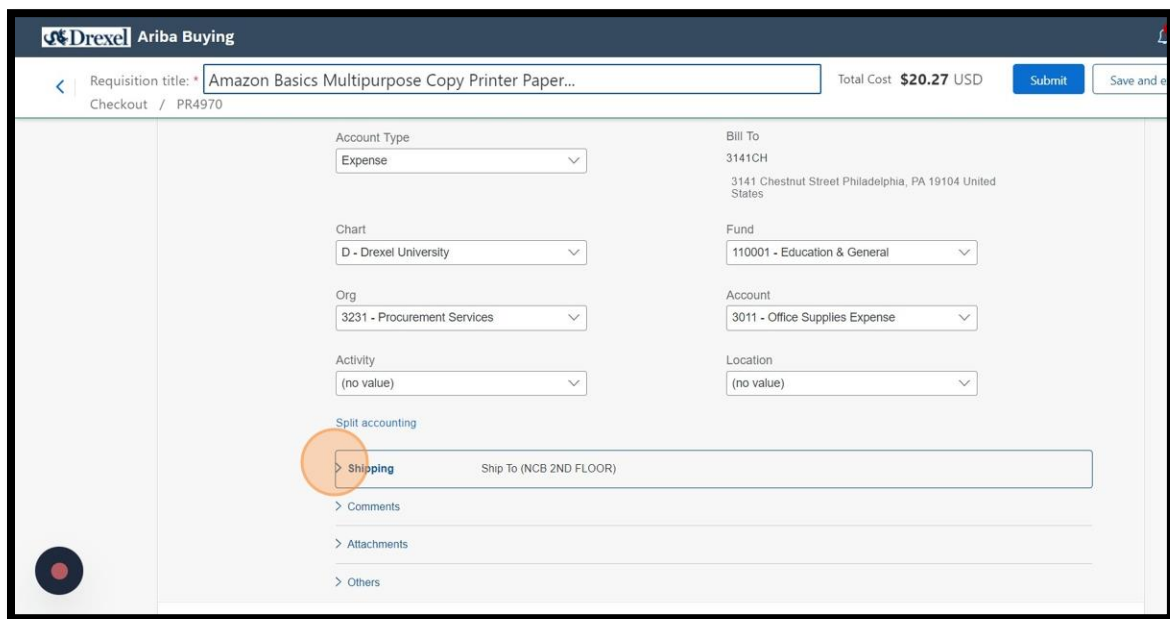 Drexel Ariba Buying
Requisition title: * Amazon Basics Multipurpose Copy Printer Paper... Total Cost $20.27 USD Submit Save and e
Checkout / PR4970
Account Type Bill To
Expense 3141CH
3141 Chestnut Street Philadelphia, PA 19104 United
States
Chart Fund
D - Drexel University 110001 - Education & General
Org Account
3231 - Procurement Services 3011 - Office Supplies Expense
Activity Location
(no value) (no value)
Split accounting
Shipping Ship To (NCB 2ND FLOOR)
Comments
Attachments
Others